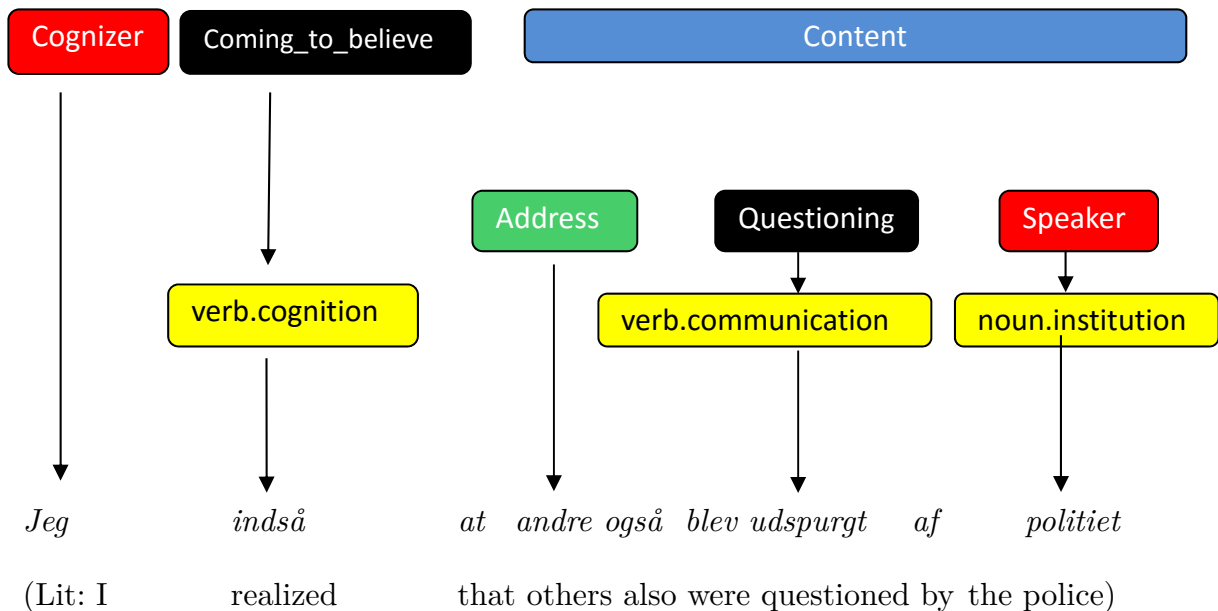 Cognizer Coming_to_believe Content
Address Questioning Speaker
verb.cognition verb.communication noun.institution
Jeg indså at andre også blev udspurgt af politiet
(Lit: I realized that others also were questioned by the police)